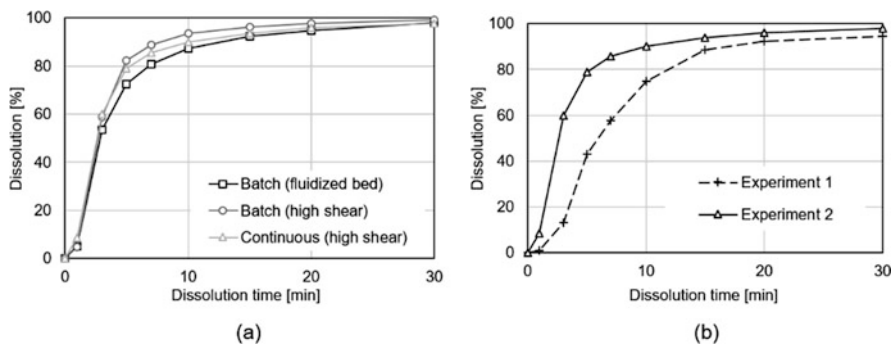 100
80
60
40
20
0
Dissolution [%]
Batch (fluidized bed)
Batch (high shear)
Continuous (high shear)
0 10 20 30
Dissolution time [min]
(a)
100
80
60
40
20
0
Dissolution [%]
Experiment 1
Experiment 2
0 10 20 30
Dissolution time [min]
(b)